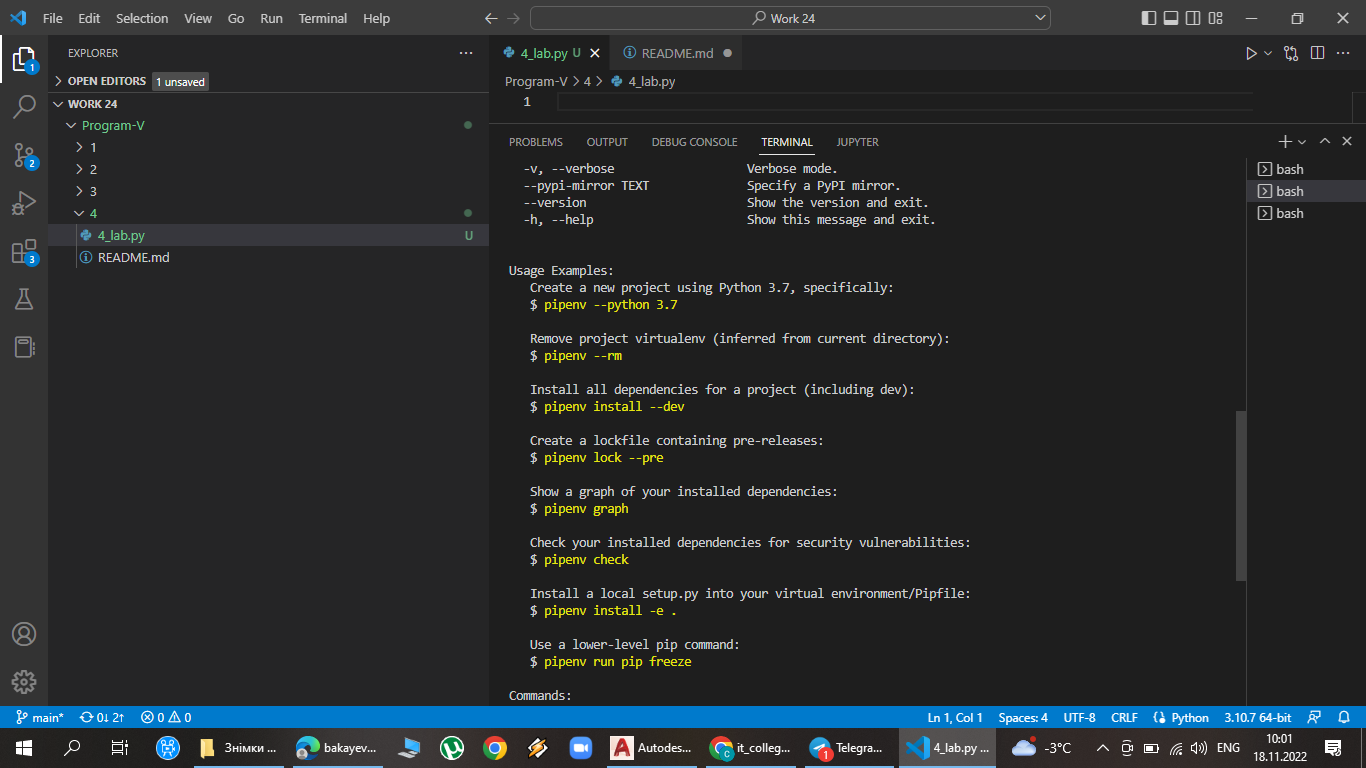 File Edit Selection View Go Run Terminal Help
Work 24
EXPLORER
OPEN EDITORS 1 unsaved
WORK 24
Program-V
1
2
3
4
4_lab.py U
README.md
1
2
3
4_lab.py U
README.md
Program-V > 4 > 4_lab.py
1
PROBLEMS OUTPUT DEBUG CONSOLE TERMINAL JUPYTER
-v, --verbose Verbose mode.
--pypi-mirror TEXT Specify a PyPI mirror.
--version Show the version and exit.
-h, --help Show this message and exit.
Usage Examples:
Create a new project using Python 3.7, specifically:
$ pipenv --python 3.7
Remove project virtualenv (inferred from current directory):
$ pipenv --rm
Install all dependencies for a project (including dev):
$ pipenv install --dev
Create a lockfile containing pre-releases:
$ pipenv lock --pre
Show a graph of your installed dependencies:
$ pipenv graph
Check your installed dependencies for security vulnerabilities:
$ pipenv check
Install a local setup.py into your virtual environment/Pipfile:
$ pipenv install -e .
Use a lower-level pip command:
$ pipenv run pip freeze
Commands:
bash
bash
bash
main* 0↓ 2↑ 0 0 Ln 1, Col 1 Spaces: 4 UTF-8 CRLF Python 3.10.7 64-bit
Знімки ... bakayev... Autodes... it_colleg... 1 Telegra... 4_lab.py ... -3°C ENG
10:01
18.11.2022